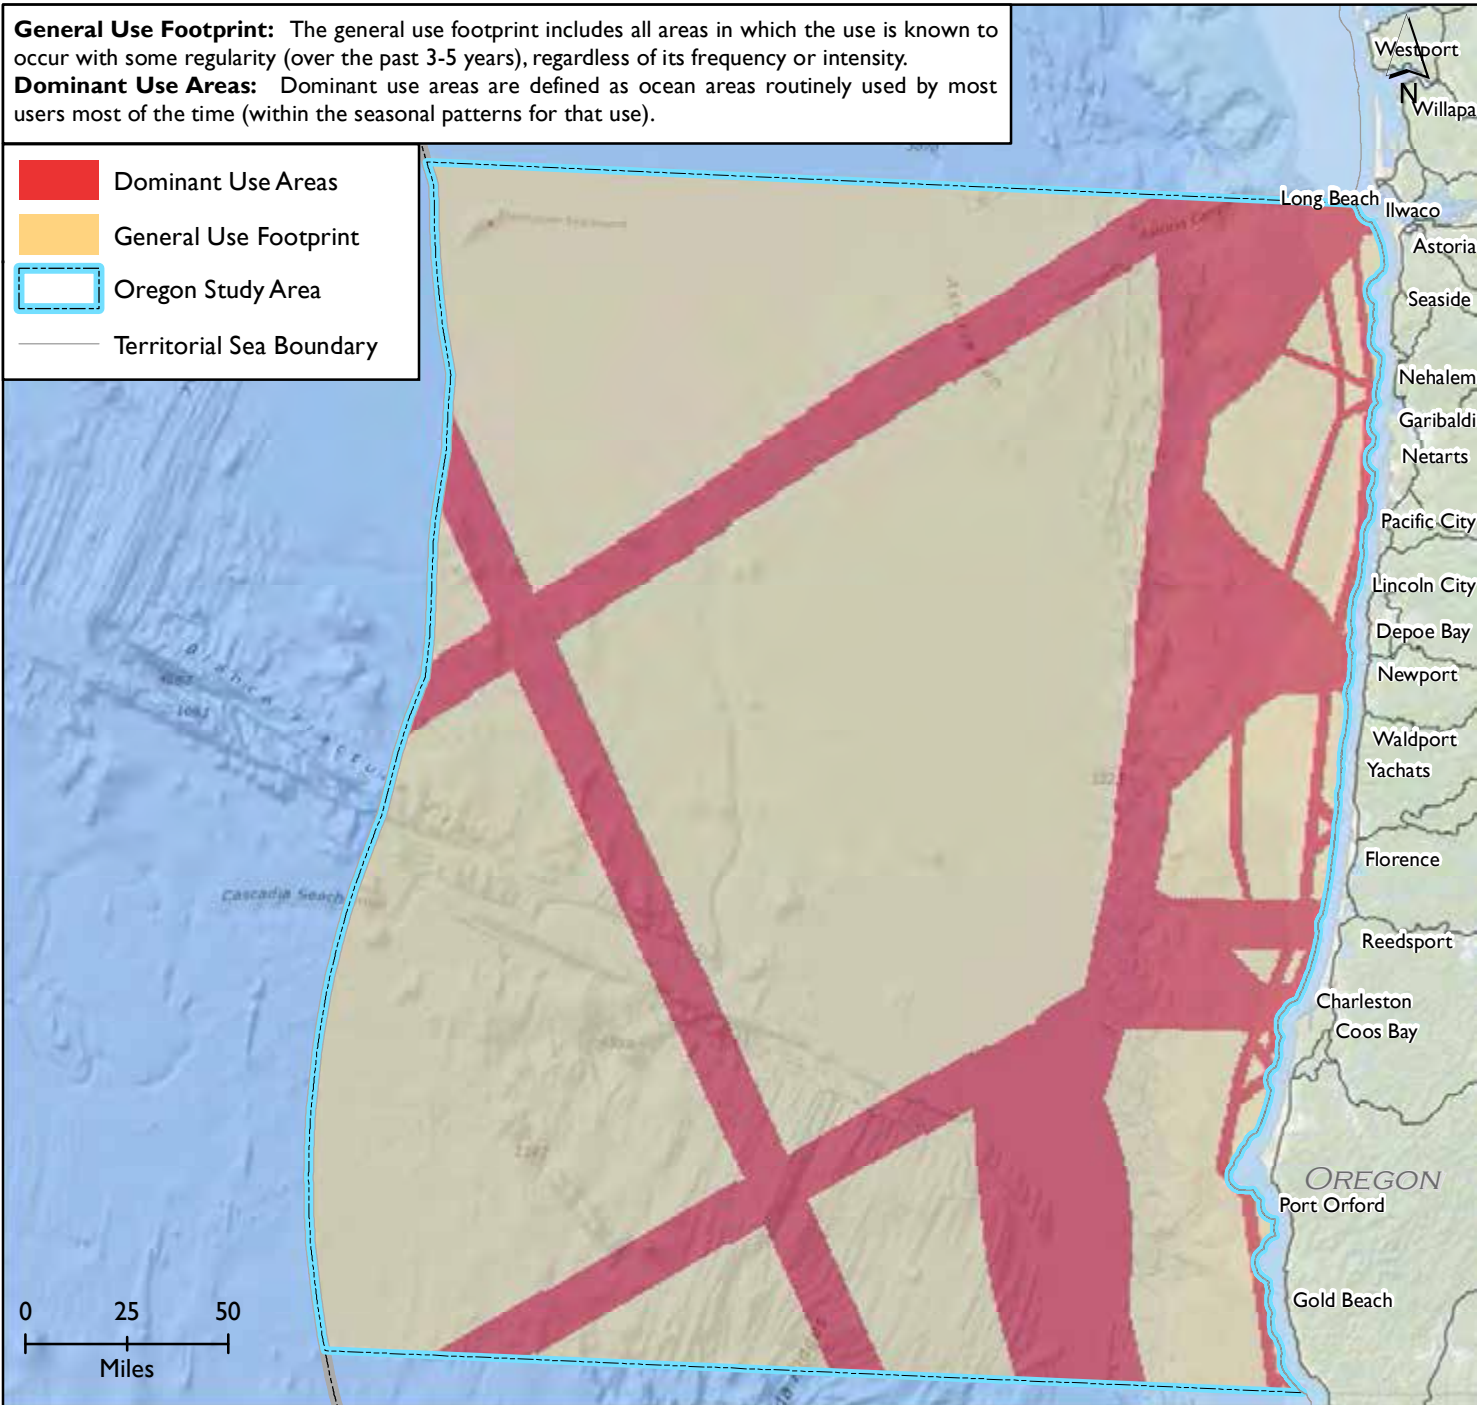 General Use Footprint: The general use footprint includes all areas in which the use is known to
occur with some regularity (over the past 3-5 years), regardless of its frequency or intensity.
Dominant Use Areas: Dominant use areas are defined as ocean areas routinely used by most
users most of the time (within the seasonal patterns for that use).
Dominant Use Areas
General Use Footprint
Oregon Study Area
Territorial Sea Boundary
Westport
N
Willapa
Long Beach
Ilwaco
Astoria
Seaside
Nehalem
Garibaldi
Netarts
Pacific City
Lincoln City
Depoe Bay
Newport
Waldport
Yachats
Florence
Reedsport
Charleston
Coos Bay
OREGON
Port Orford
Gold Beach
Cascadia
0 25 50
Miles